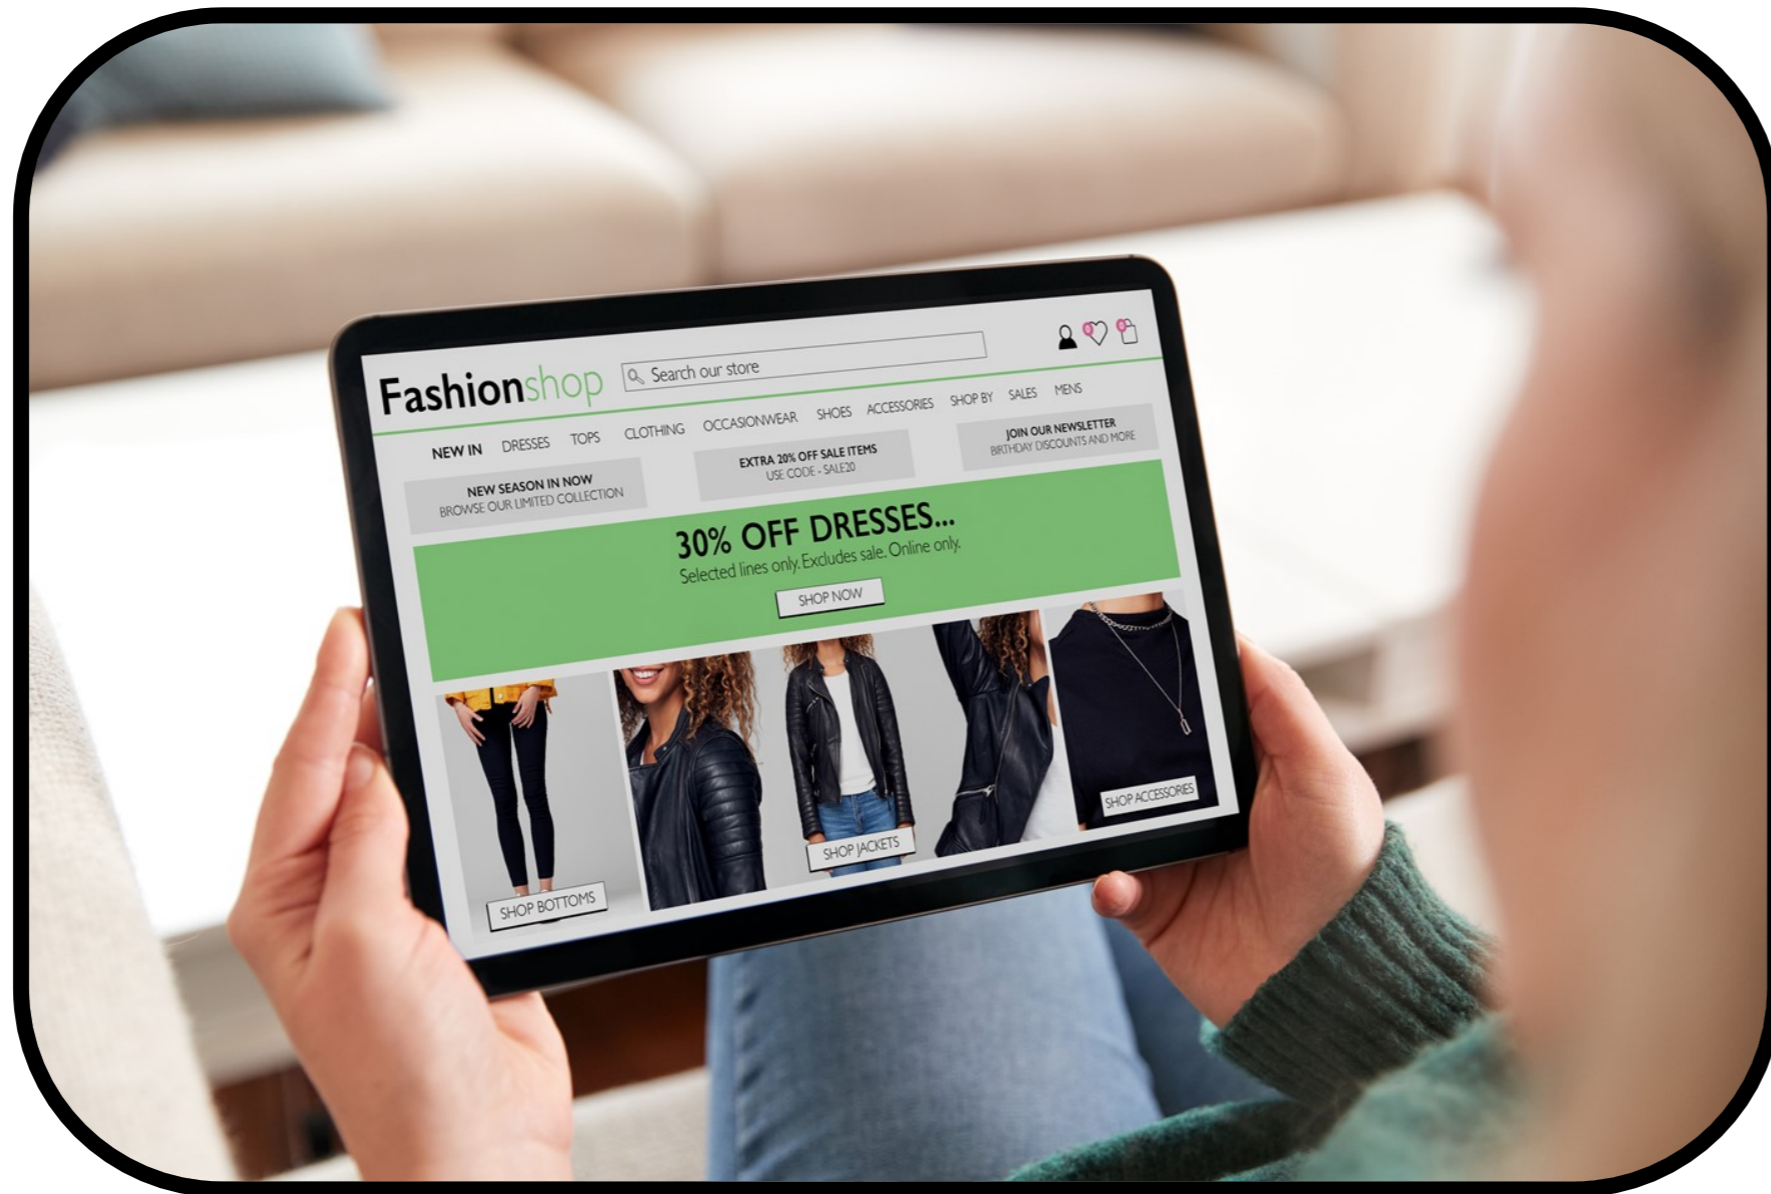 Fashionshop
Search our store
0
0
NEW IN DRESSES TOPS CLOTHING OCCASIONWEAR SHOES ACCESSORIES SHOP BY SALES MENS
NEW SEASON IN NOW
BROWSE OUR LIMITED COLLECTION
EXTRA 20% OFF SALE ITEMS
USE CODE - SALE20
JOIN OUR NEWSLETTER
BIRTHDAY DISCOUNTS AND MORE
30% OFF DRESSES...
Selected lines only. Excludes sale. Online only.
SHOP NOW
SHOP BOTTOMS
SHOP JACKETS
SHOP ACCESSORIES